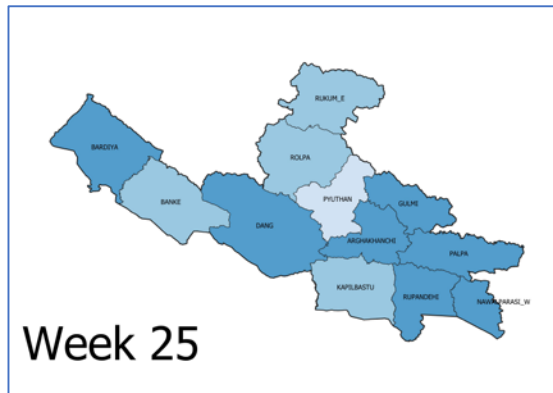 RUKUM_E
BARDIYA
ROLPA
PYUTHAN
BANKE
GULMI
DANG
ARGHAKHANCHI
PALPA
KAPILBASTU
RUPANDEHI
NAWALPARASI_W
Week 25